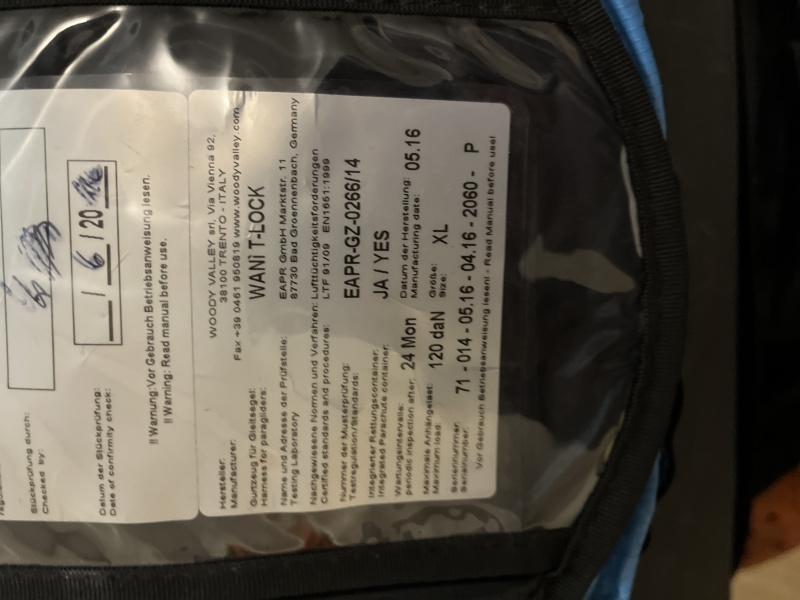 Stückprüfung durch:
Checked by:
Datum der Stückprüfung:
Date of confirmity check:
/ 6 / 20
!! Warnung:Vor Gebrauch Betriebsanweisung lesen.
!! Warning: Read manual before use.
Hersteller: WOODY VALLEY srl, Via Vienna 92,
Manufacturer: 38100 TRENTO - ITALY
Fax +39 0461 950819 www.woodyvalley.com
Gurtzeug für Gleitsegel:
Harness for paragliders: WANI T-LOCK
Name und Adresse der Prüfstelle: EAPR GmbH Marktstr. 11
Testing Laboratory 87730 Bad Groennenbach, Germany
Nachgewiesene Normen und Verfahren: Lufttüchtigkeitsforderungen
Certified standards and procedures: LTF 91/09 EN1651:1999
Nummer der Musterprüfung:
Testregulation/Standards: EAPR-GZ-0266/14
Integrierter Rettungscontainer:
Integrated Parachute container: JA / YES
Wartungsintervalle: Datum der Herstellung:
periodic inspection after: 24 Mon Manufacturing date: 05.16
Maximale Anhängelast: Größe:
Maximum load: 120 daN Size: XL
Seriennummer:
Serialnumber: 71 - 014 - 05.16 - 04.16 - 2060 - P
Vor Gebrauch Betriebsanweisung lesen! - Read Manual before use!